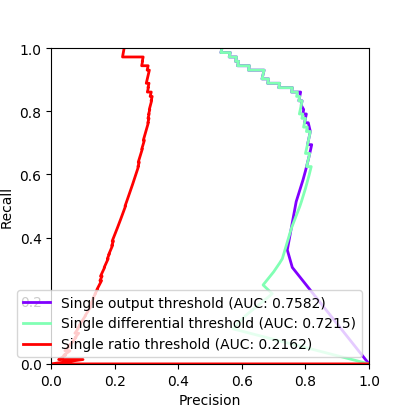 1.0
0.8
0.6
0.4
0.2
0.0
Recall
Single output threshold (AUC: 0.7582)
Single differential threshold (AUC: 0.7215)
Single ratio threshold (AUC: 0.2162)
0.0 0.2 0.4 0.6 0.8 1.0
Precision